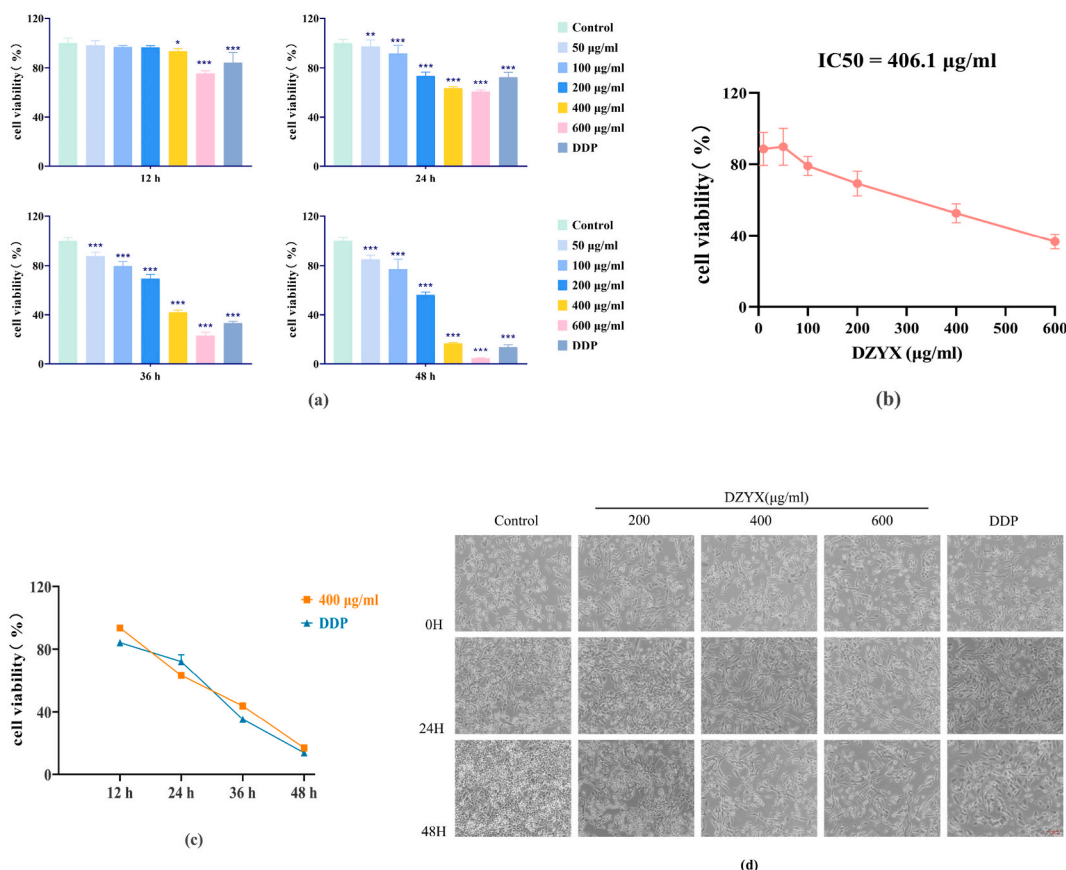 120
80
40
0
cell viability( %)
*
***
***
12 h
120
80
40
0
cell viability( %)
**
***
***
***
***
***
24 h
Control
50 μg/ml
100 μg/ml
200 μg/ml
400 μg/ml
600 μg/ml
DDP
120
80
40
0
cell viability( %)
***
***
***
***
***
***
36 h
120
80
40
0
cell viability( %)
***
***
***
***
***
***
48 h
Control
50 μg/ml
100 μg/ml
200 μg/ml
400 μg/ml
600 μg/ml
DDP
(a)
IC50 = 406.1 μg/ml
120
80
40
0
cell viability( %)
0 100 200 300 400 500 600
DZYX (μg/ml)
(b)
120
80
40
0
cell viability( %)
400 μg/ml
DDP
12 h 24 h 36 h 48 h
(c)
DZYX(μg/ml)
Control 200 400 600 DDP
0H
24H
48H
(d)